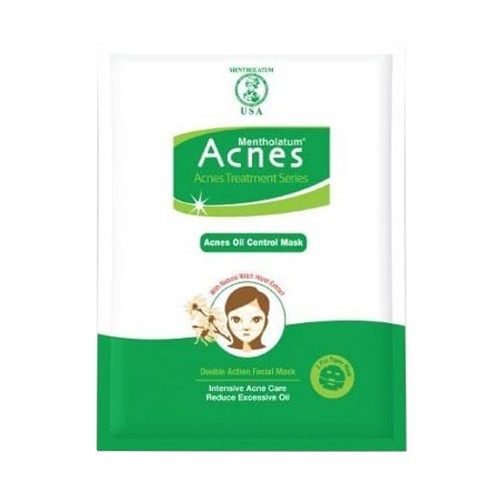 MENTHOLATUM
USA
Mentholatum®
Acnes
Acnes Treatment Series
Acnes Oil Control Mask
With Natural Witch Hazel Extract
Double Action Facial Mask
Intensive Acne Care
Reduce Excessive Oil